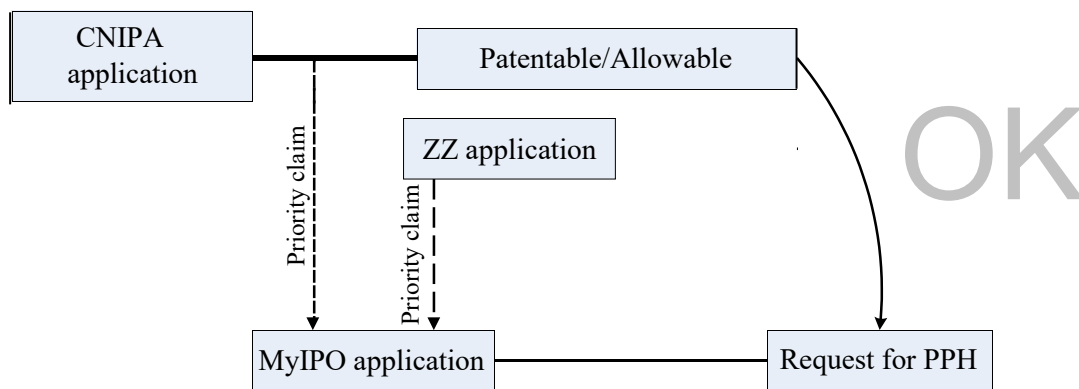 CNIPA
application
Patentable/Allowable
OK
ZZ application
Priority claim
Priority claim
MyIPO application
Request for PPH